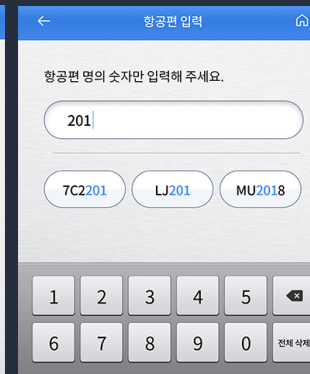 항공편 입력
항공편 명의 숫자만 입력해 주세요.
201
7C2201 LJ201 MU2018
1 2 3 4 5
6 7 8 9 0 전체 삭제